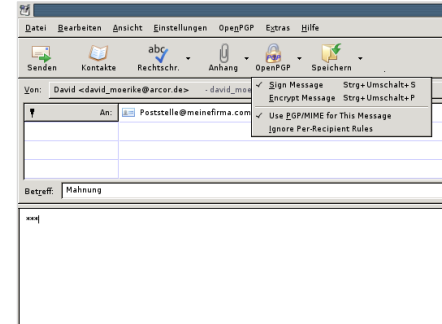 Datei Bearbeiten Ansicht Einstellungen OpenPGP Extras Hilfe
abc
Senden Kontakte Rechtschr. Anhang OpenPGP Speichern
Von: David <david_moerike@arcor.de> - david_moe
✓ Sign Message Strg+Umschalt+S
Encrypt Message Strg+Umschalt+P
✓ Use PGP/MIME for This Message
Ignore Per-Recipient Rules
An: Poststelle@meinefirma.com
Betreff: Mahnung
***